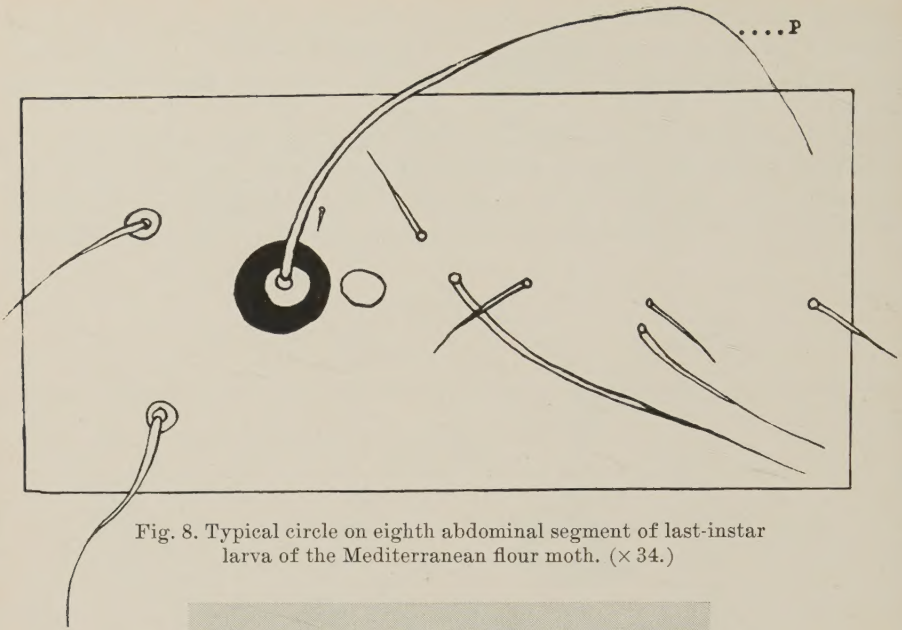 ....P
Fig. 8. Typical circle on eighth abdominal segment of last-instar
larva of the Mediterranean flour moth. (× 34.)